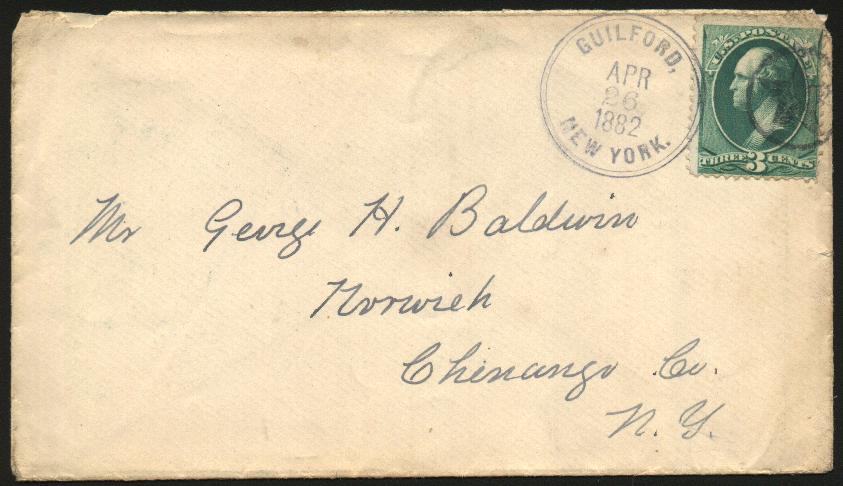 GUILFORD,
APR
26
1882
NEW YORK.
U.S. POSTAGE
THREE 3 CENTS
Mr George H. Baldwin
Norwich
Chenango Co.
N. Y.